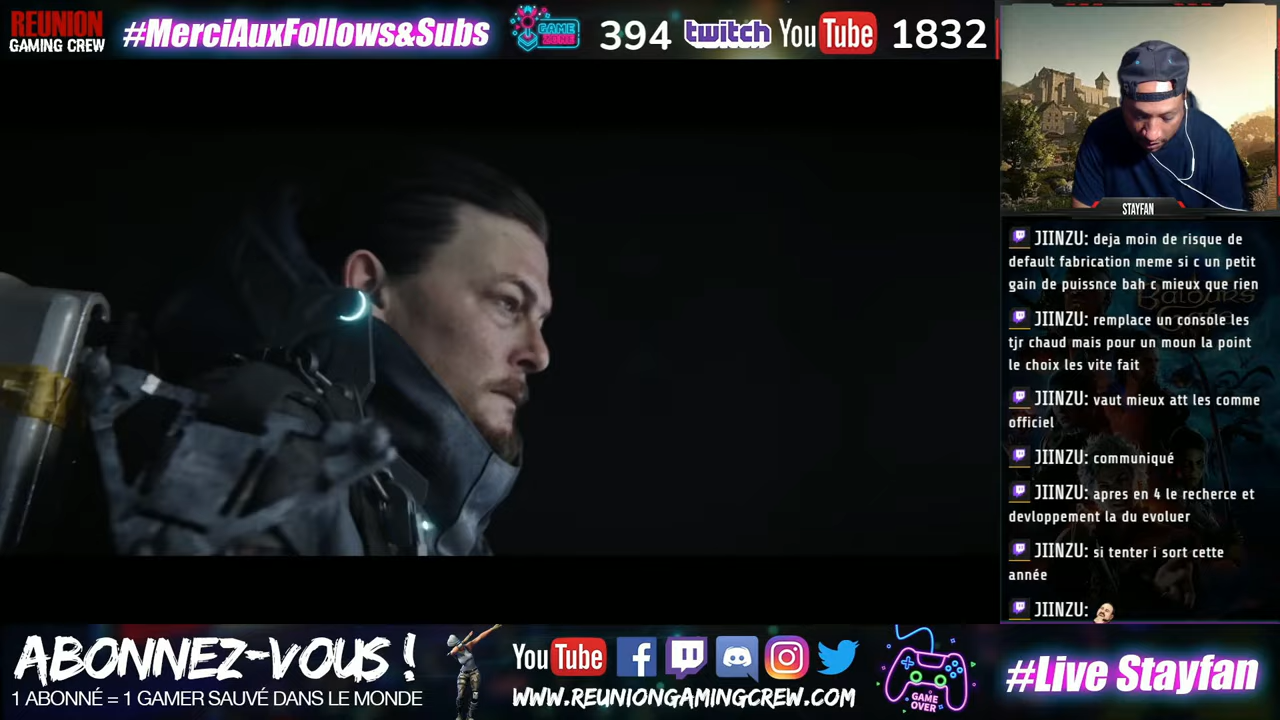 REUNION
GAMING CREW
#MerciAuxFollows&Subs
GAME
394
twitch
YouTube
1832
STAYFAN
JIINZU: deja moin de risque de
default fabrication meme si c un petit
gain de puissnce bah c mieux que rien
JIINZU: remplace un console les
tjr chaud mais pour un moun la point
le choix les vite fait
JIINZU: vaut mieux att les comme
officiel
JIINZU: communiqué
JIINZU: apres en 4 le recherce et
devloppement la du evoluer
JIINZU: si tenter i sort cette
année
JIINZU:
ABONNEZ-VOUS !
1 ABONNÉ = 1 GAMER SAUVÉ DANS LE MONDE
YouTube
WWW.REUNIONGAMINGCREW.COM
GAME
OVER
#Live Stayfan